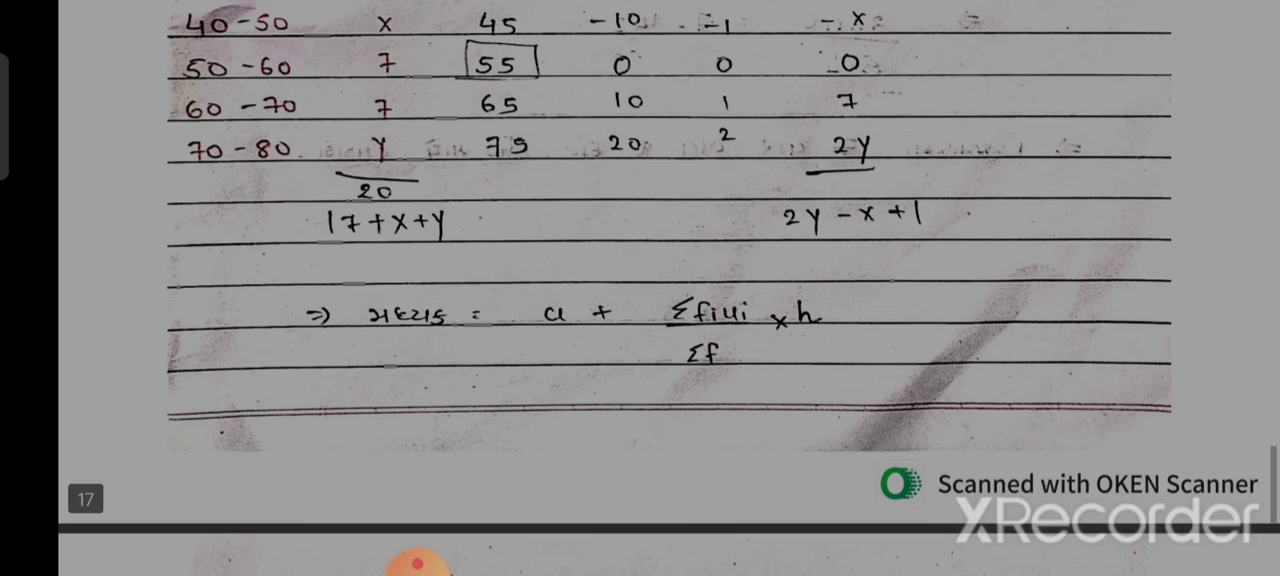 40-50 x 45 -10 -1 -x
50-60 7 55 0 0 0
60-70 7 65 10 1 7
70-80 y 75 20 2 2y
20
17+x+y 2y-x+1
⇒ મધ્યક = a + Σfiui × h
Σf
17
Scanned with OKEN Scanner
XRecorder